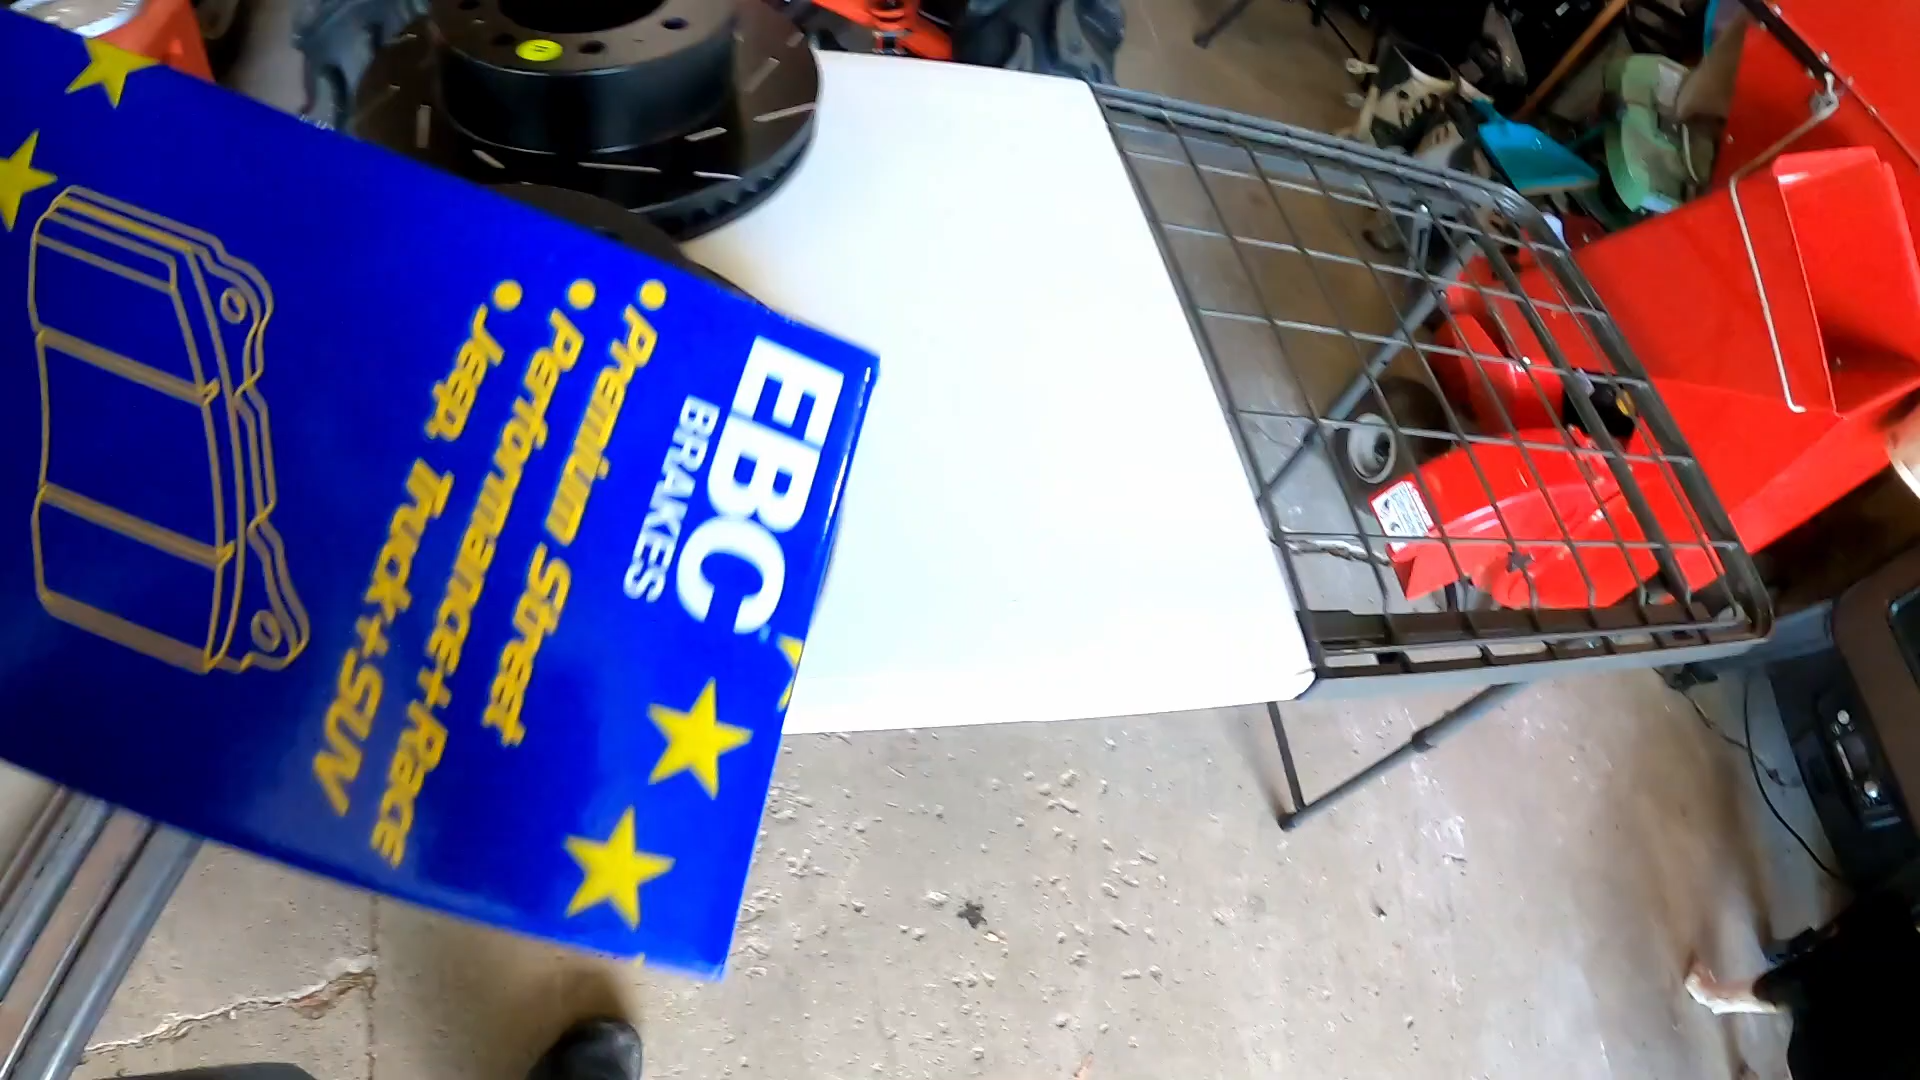 EBC
BRAKES
• Premium Street
• Performance+Race
• Jeep, Truck+SUV